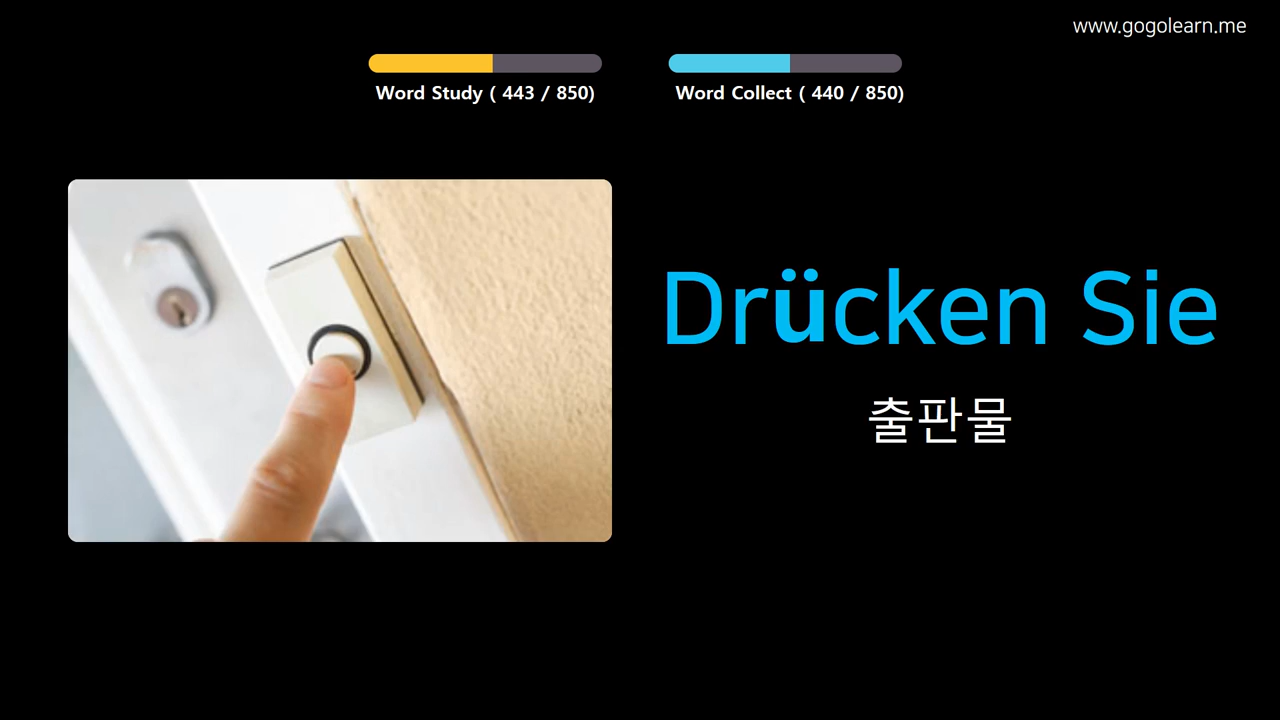 www.gogolearn.me
Word Study ( 443 / 850)
Word Collect ( 440 / 850)
Drücken Sie
출판물